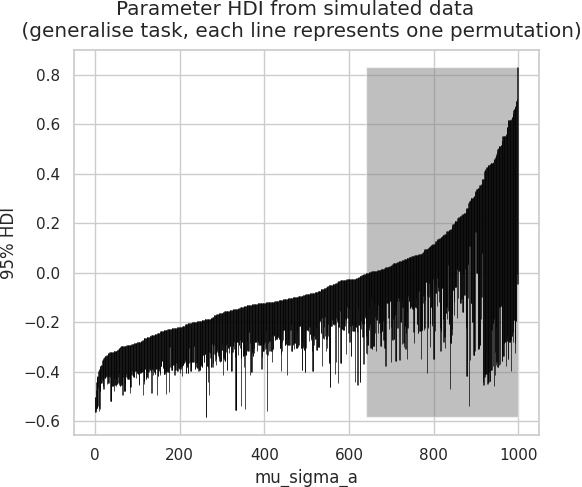 Parameter HDI from simulated data
(generalise task, each line represents one permutation)
95% HDI
0.8
0.6
0.4
0.2
0.0
−0.2
−0.4
−0.6
0 200 400 600 800 1000
mu_sigma_a